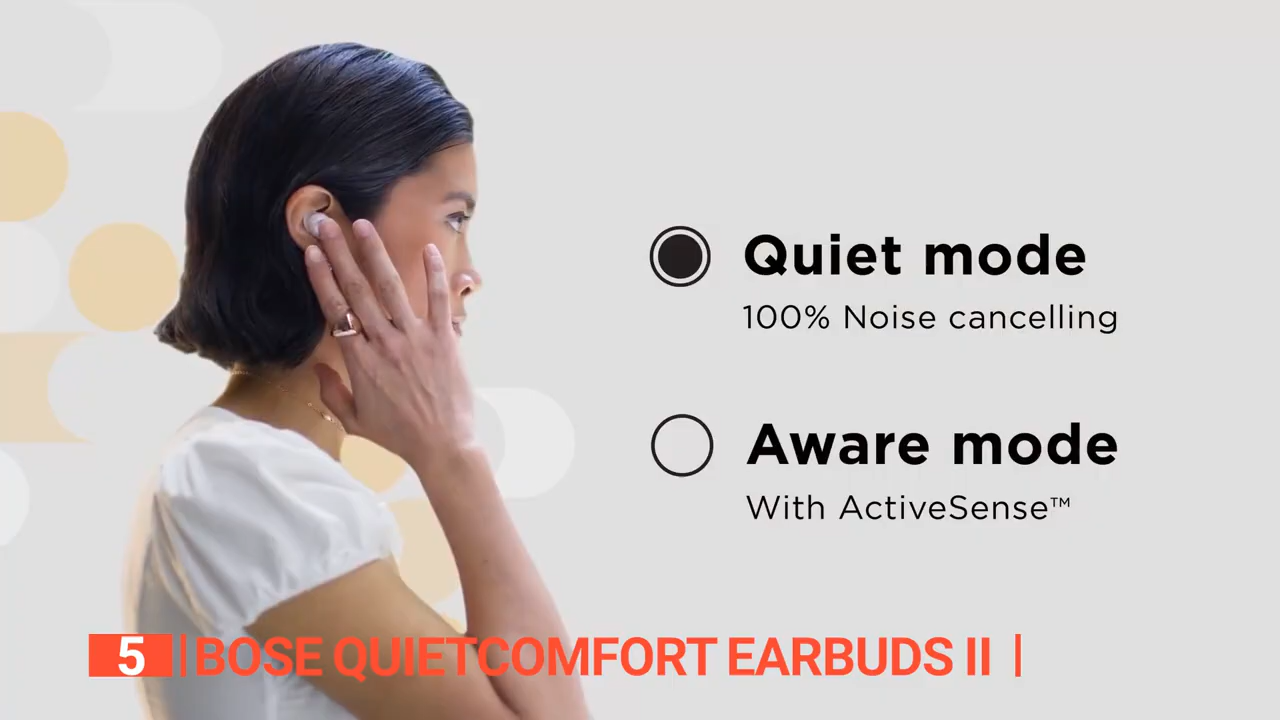 Quiet mode
100% Noise cancelling
Aware mode
With ActiveSense™
5 BOSE QUIETCOMFORT EARBUDS II